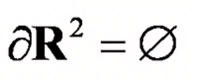 ∂𝐑² = ∅